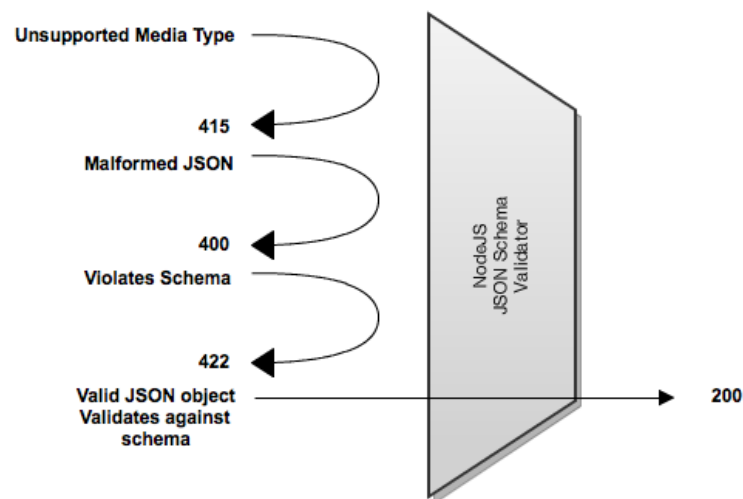 Unsupported Media Type
415
Malformed JSON
400
Violates Schema
422
Valid JSON object
Validates against
schema
NodeJS
JSON Schema
Validator
200